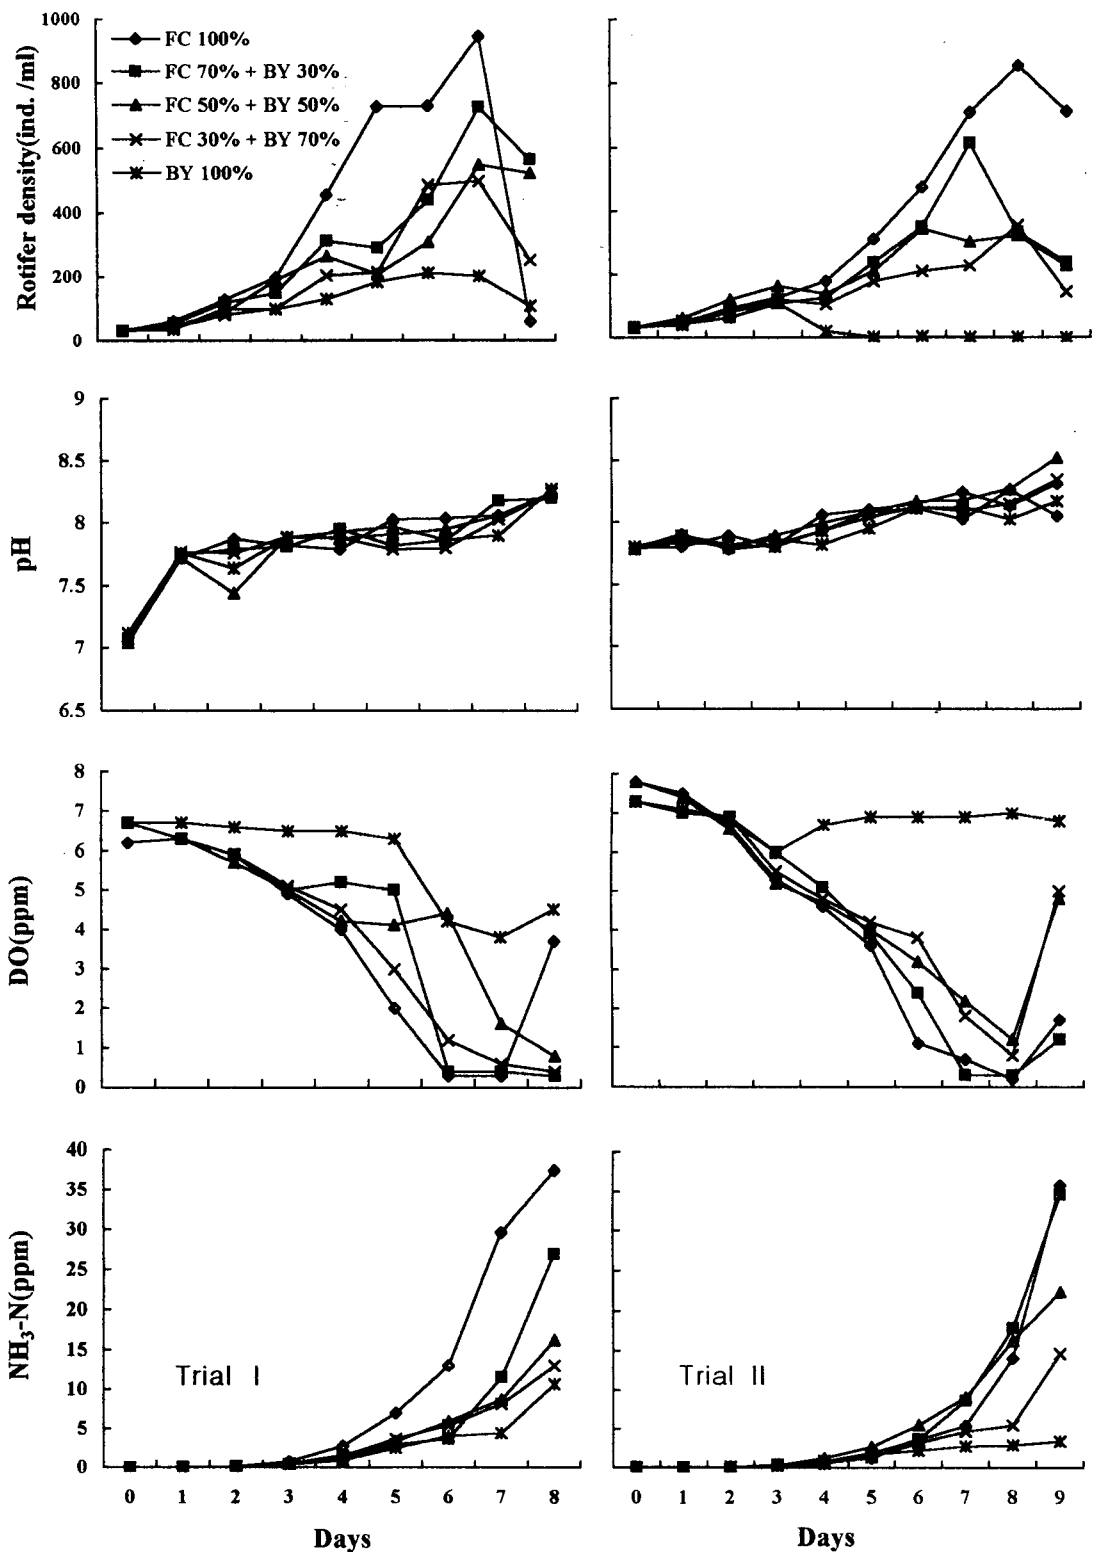 1000
800
600
400
200
0
Rotifer density(ind. /ml)
FC 100%
FC 70% + BY 30%
FC 50% + BY 50%
FC 30% + BY 70%
BY 100%
9
8.5
8
7.5
7
6.5
pH
8
7
6
5
4
3
2
1
0
DO(ppm)
40
35
30
25
20
15
10
5
0
NH₃-N(ppm)
Trial I
Trial II
0 1 2 3 4 5 6 7 8
0 1 2 3 4 5 6 7 8 9
Days
Days